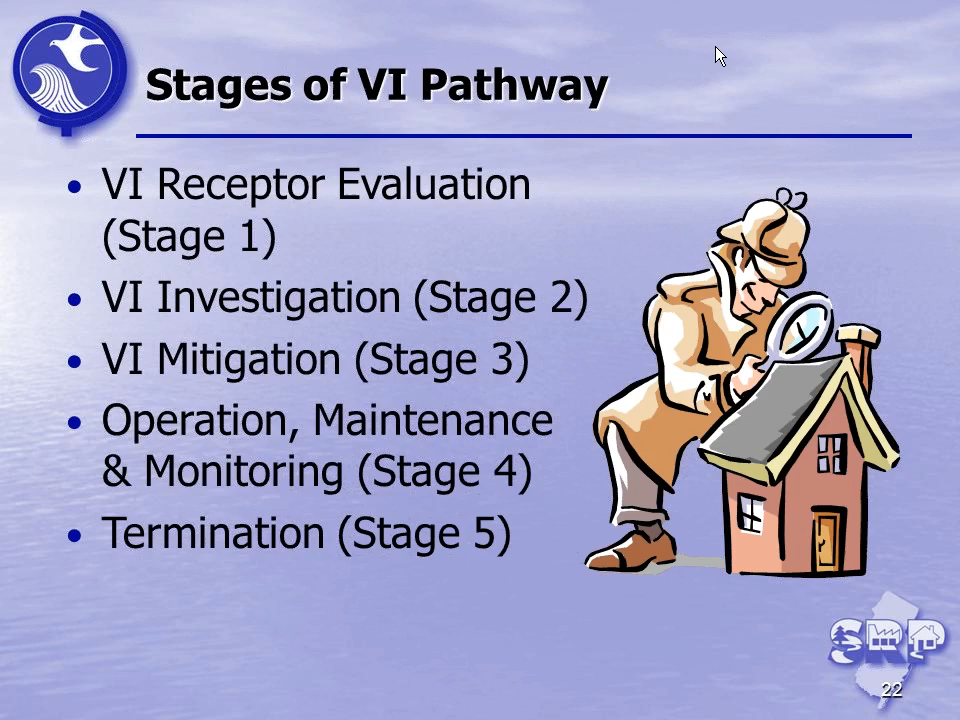 Stages of VI Pathway
• VI Receptor Evaluation
(Stage 1)
• VI Investigation (Stage 2)
• VI Mitigation (Stage 3)
• Operation, Maintenance
& Monitoring (Stage 4)
• Termination (Stage 5)
SRP
22